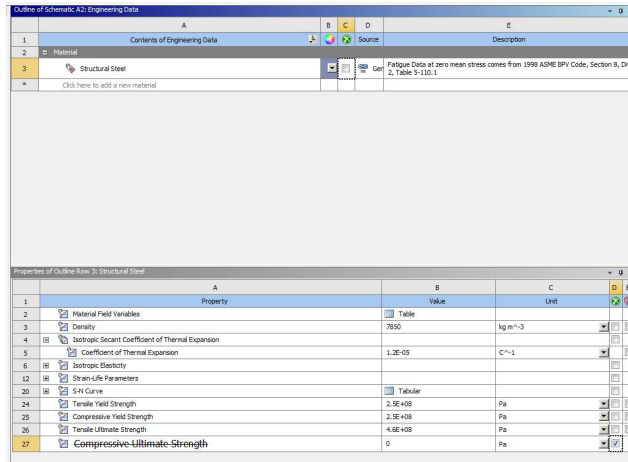 Outline of Schematic A2: Engineering Data
A B C D E
1 Contents of Engineering Data Source Description
2 Material
3 Structural Steel Ger Fatigue Data at zero mean stress comes from 1998 ASME BPV Code, Section 8, Di
2, Table 5-110.1
* Click here to add a new material
Properties of Outline Row 3: Structural Steel
A B C D E
1 Property Value Unit
2 Material Field Variables Table
3 Density 7850 kg m^-3
4 Isotropic Secant Coefficient of Thermal Expansion
5 Coefficient of Thermal Expansion 1.2E-05 C^-1
6 Isotropic Elasticity
12 Strain-Life Parameters
20 S-N Curve Tabular
24 Tensile Yield Strength 2.5E+08 Pa
25 Compressive Yield Strength 2.5E+08 Pa
26 Tensile Ultimate Strength 4.6E+08 Pa
27 Compressive Ultimate Strength 0 Pa